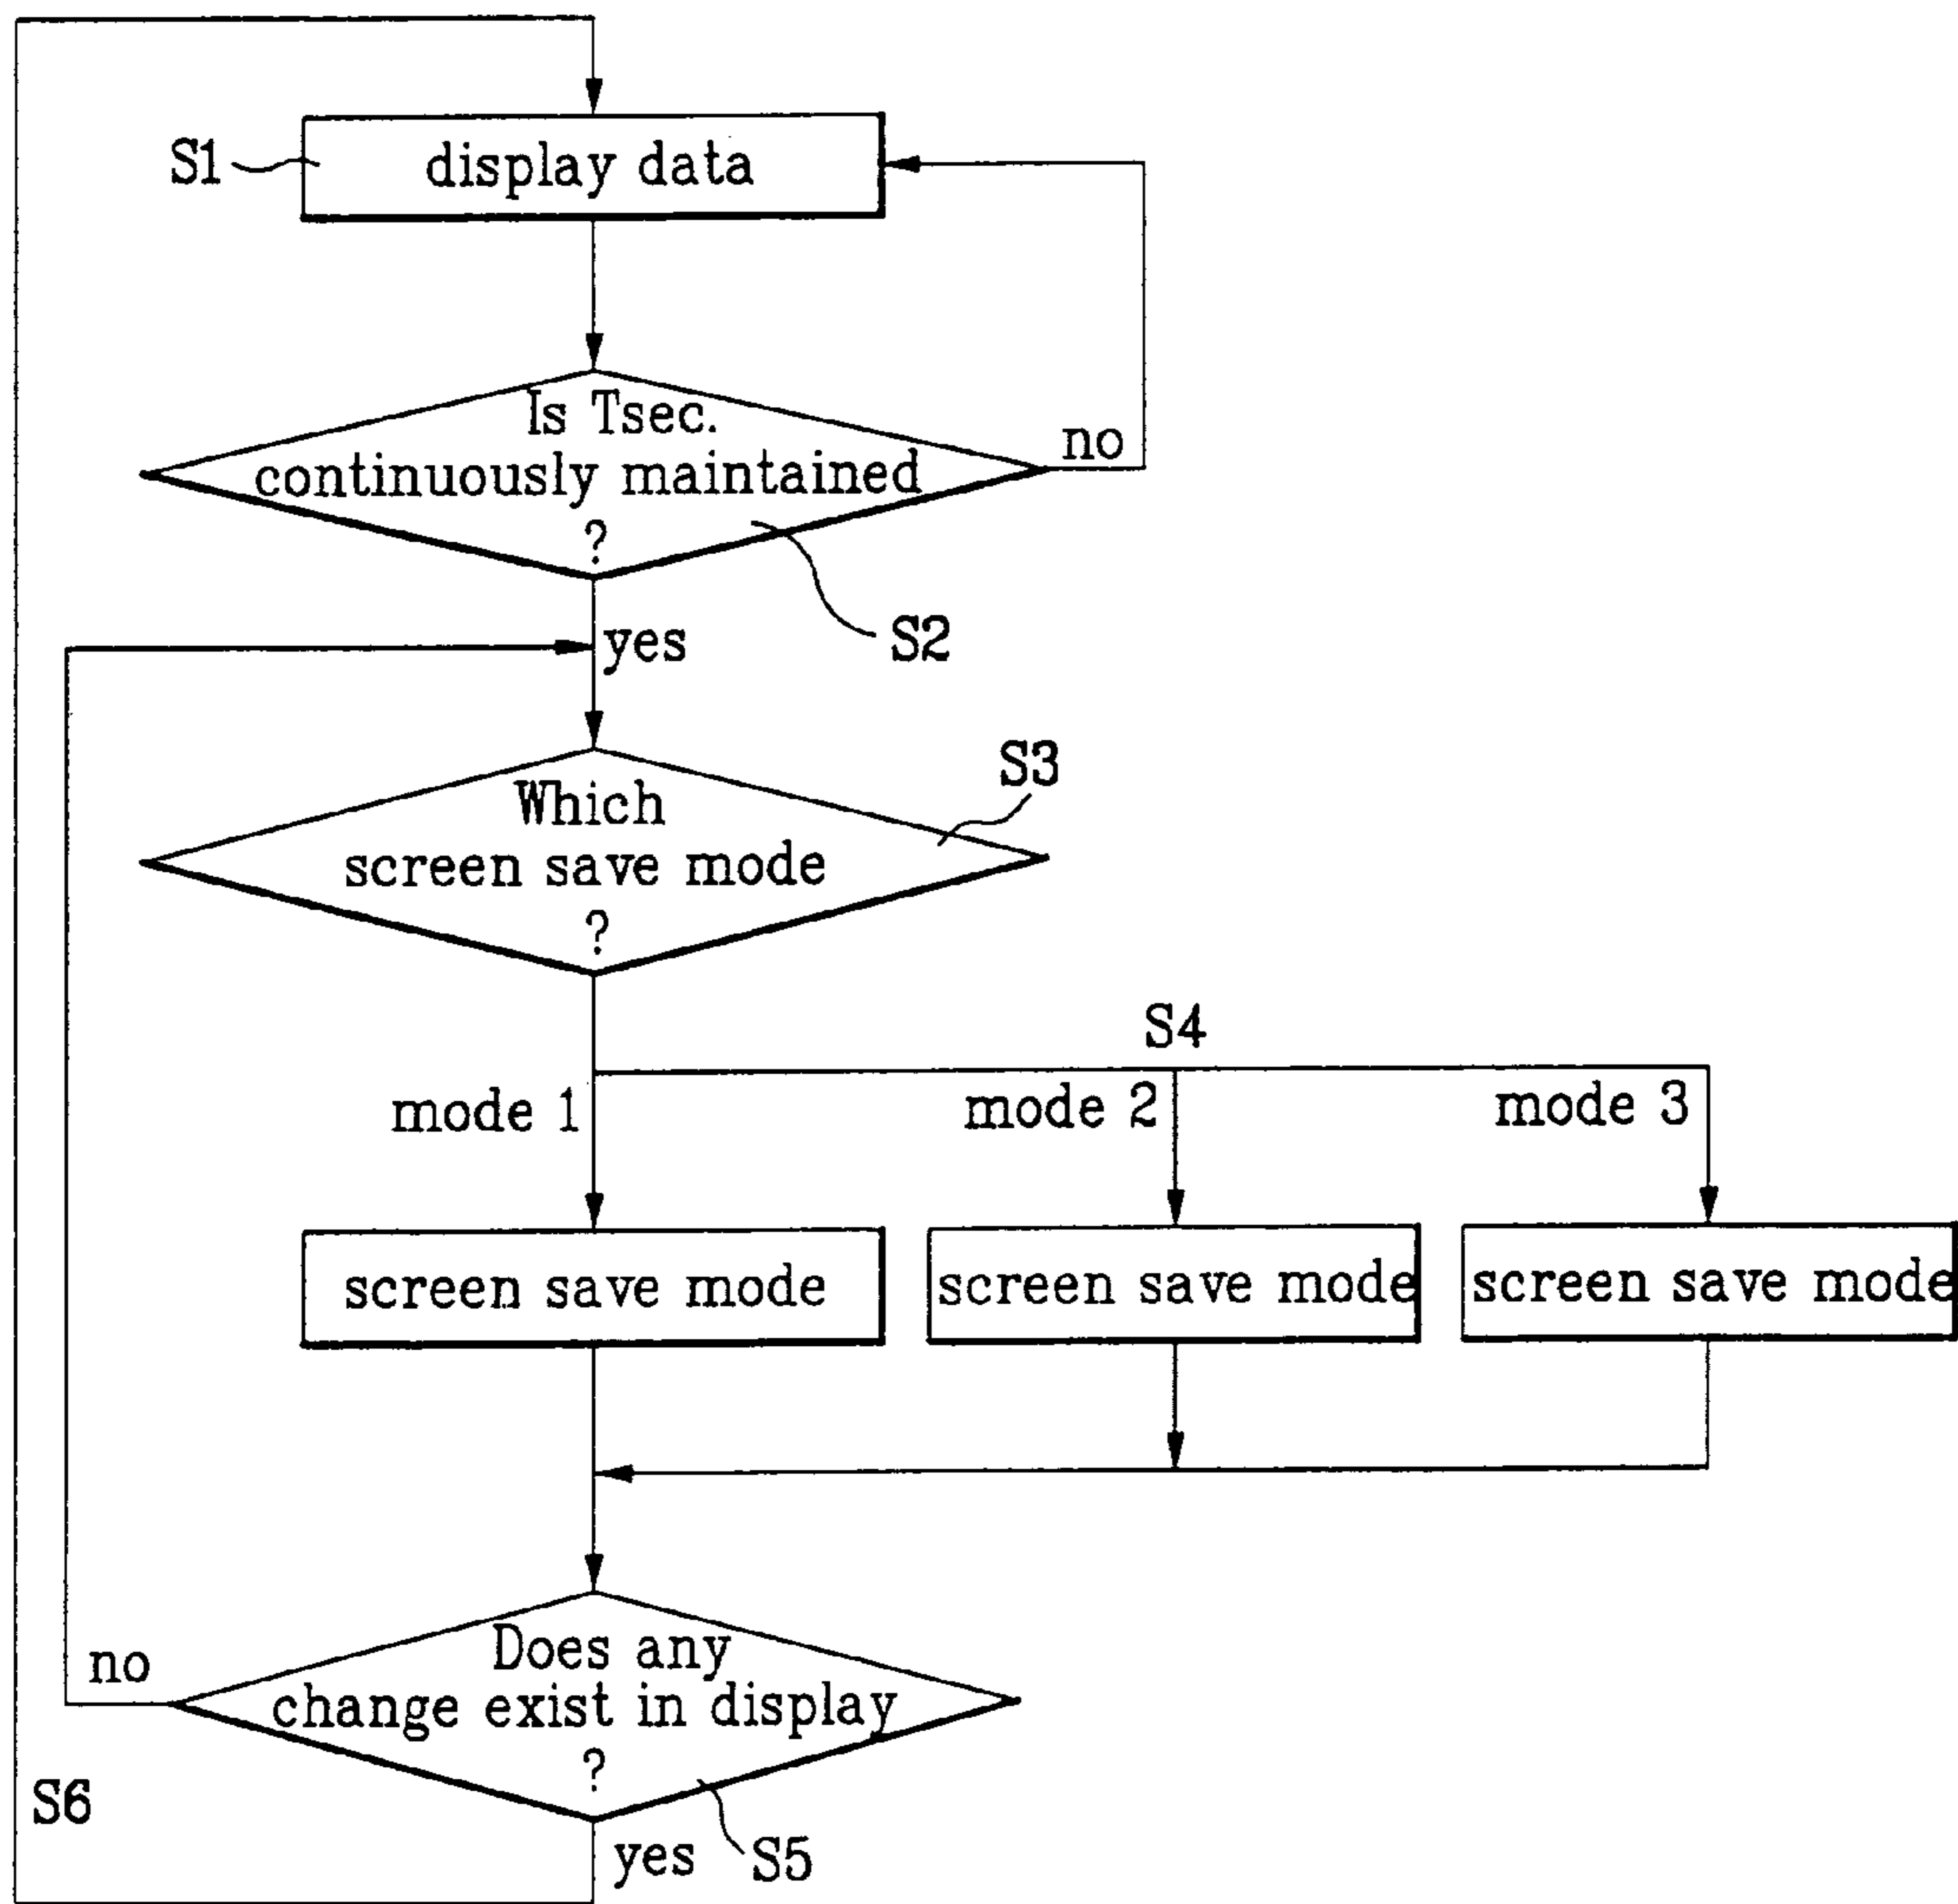 S1
display data
Is Tsec.
continuously maintained
?
no
yes
S2
Which
screen save mode
?
S3
S4
mode 1
mode 2
mode 3
screen save mode
screen save mode
screen save mode
Does any
change exist in display
?
no
S6
yes
S5